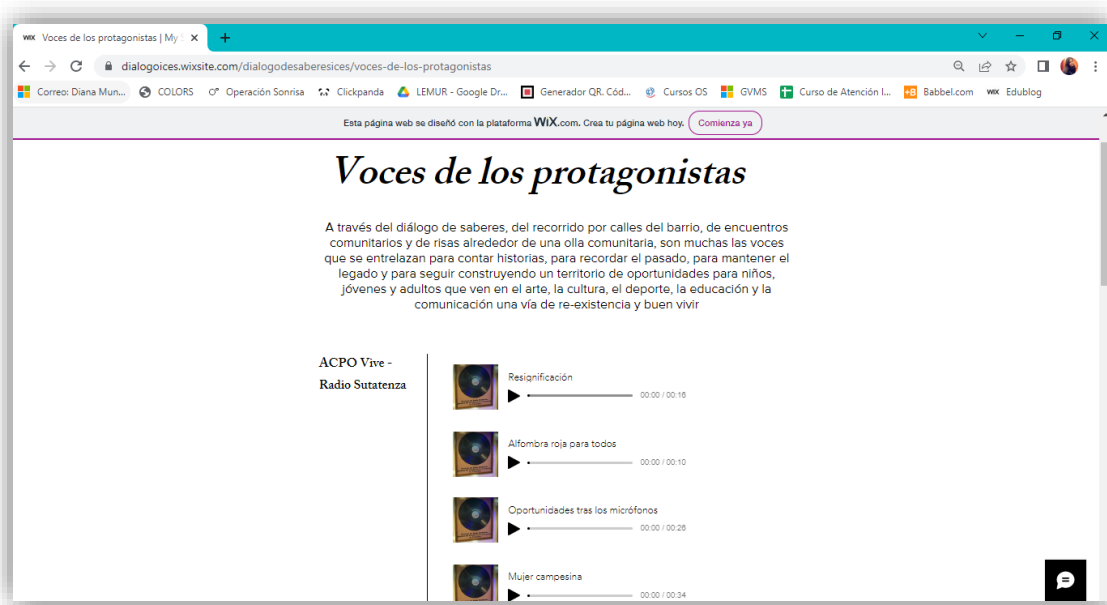 WiX Voces de los protagonistas | My S
dialogoices.wixsite.com/dialogodesaberesices/voces-de-los-protagonistas
Correo: Diana Mun... COLORS Operación Sonrisa Clickpanda LEMUR - Google Dr... Generador QR. Cód... Cursos OS GVMS Curso de Atención I... +B Babbel.com WiX Edublog
Esta página web se diseñó con la plataforma WiX.com. Crea tu página web hoy. Comienza ya
Voces de los protagonistas
A través del diálogo de saberes, del recorrido por calles del barrio, de encuentros
comunitarios y de risas alrededor de una olla comunitaria, son muchas las voces
que se entrelazan para contar historias, para recordar el pasado, para mantener el
legado y para seguir construyendo un territorio de oportunidades para niños,
jóvenes y adultos que ven en el arte, la cultura, el deporte, la educación y la
comunicación una vía de re-existencia y buen vivir
ACPO Vive -
Radio Sutatenza
Resignificación
00:00 / 00:16
Alfombra roja para todos
00:00 / 00:10
Oportunidades tras los micrófonos
00:00 / 00:26
Mujer campesina
00:00 / 00:34